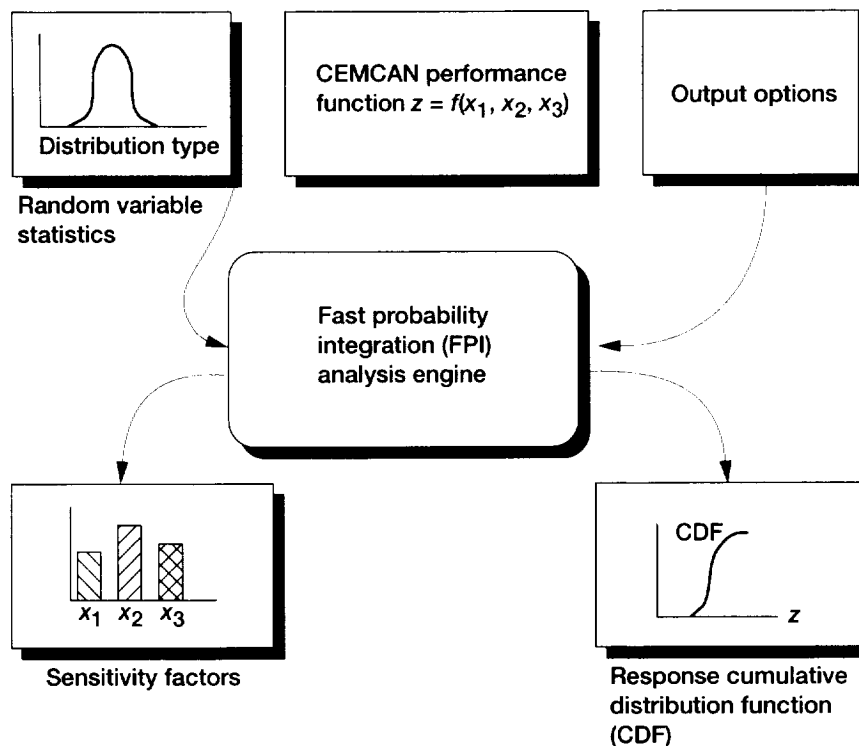 Distribution type
Random variable
statistics
CEMCAN performance
function z = f(x₁, x₂, x₃)
Output options
Fast probability
integration (FPI)
analysis engine
x₁ x₂ x₃
Sensitivity factors
CDF
z
Response cumulative
distribution function
(CDF)